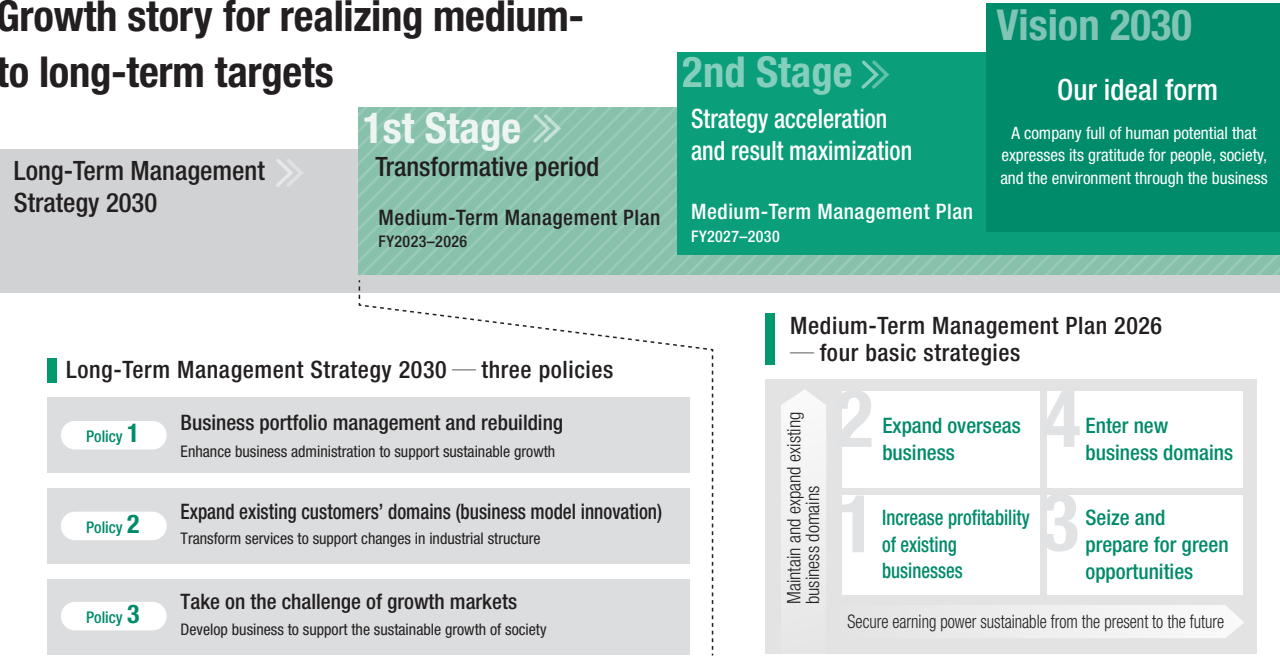 Growth story for realizing medium-
to long-term targets
Long-Term Management
Strategy 2030
1st Stage
Transformative period
Medium-Term Management Plan
FY2023–2026
2nd Stage
Strategy acceleration
and result maximization
Medium-Term Management Plan
FY2027–2030
Vision 2030
Our ideal form
A company full of human potential that
expresses its gratitude for people, society,
and the environment through the business
Long-Term Management Strategy 2030 — three policies
Policy 1
Business portfolio management and rebuilding
Enhance business administration to support sustainable growth
Policy 2
Expand existing customers’ domains (business model innovation)
Transform services to support changes in industrial structure
Policy 3
Take on the challenge of growth markets
Develop business to support the sustainable growth of society
Medium-Term Management Plan 2026
— four basic strategies
Maintain and expand existing
business domains
2
Expand overseas
business
4
Enter new
business domains
1
Increase profitability
of existing
businesses
3
Seize and
prepare for green
opportunities
Secure earning power sustainable from the present to the future